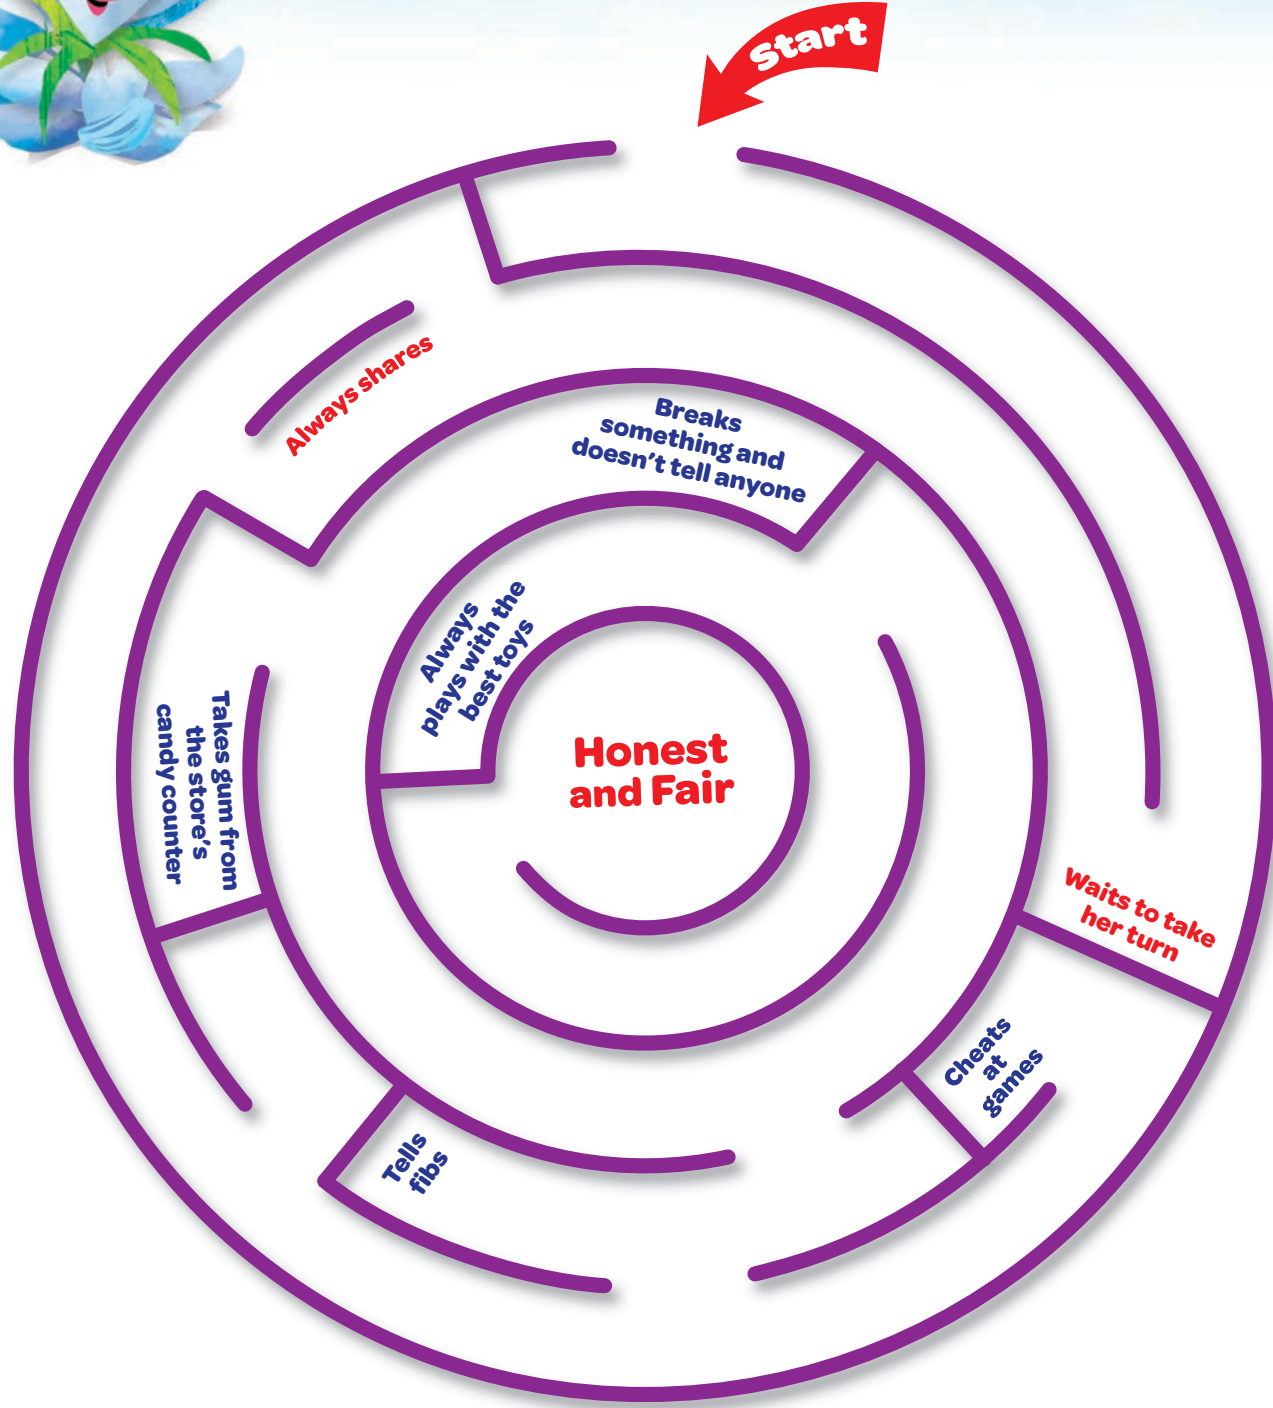 Start
Always shares
Breaks
something and
doesn't tell anyone
Always
plays with the
best toys
Takes gum from
the store's
candy counter
Honest
and Fair
Waits to take
her turn
Cheats
at
games
Tells
fibs